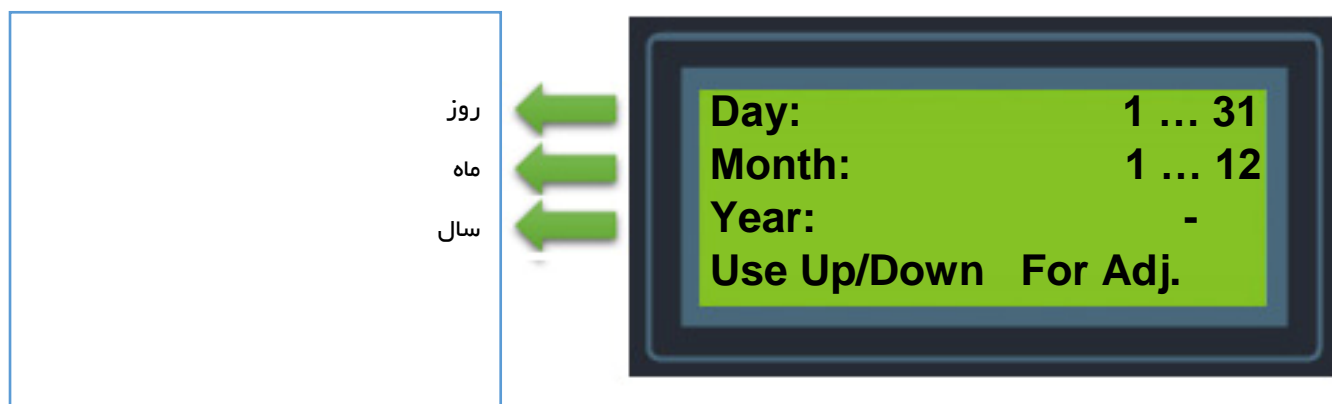 روز
ماه
سال
Day: 1 … 31
Month: 1 … 12
Year: -
Use Up/Down For Adj.